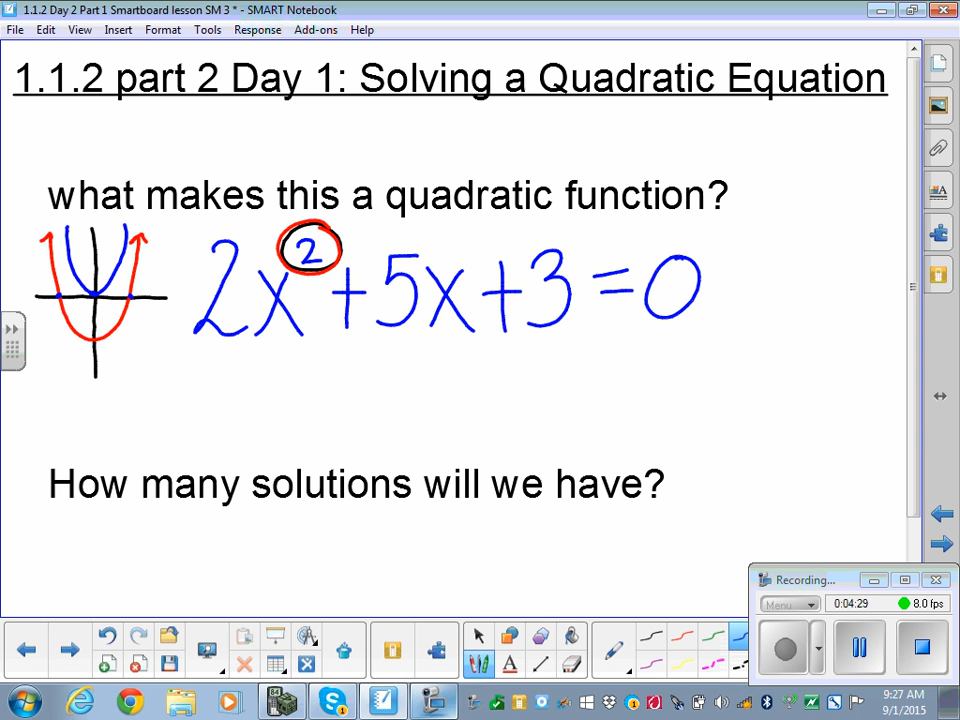 1.1.2 Day 2 Part 1 Smartboard lesson SM 3 * - SMART Notebook
File Edit View Insert Format Tools Response Add-ons Help
1.1.2 part 2 Day 1: Solving a Quadratic Equation
what makes this a quadratic function?
2x²+5x+3=0
How many solutions will we have?
Recording...
Menu
0:04:29
8.0 fps
84
9:27 AM
9/1/2015